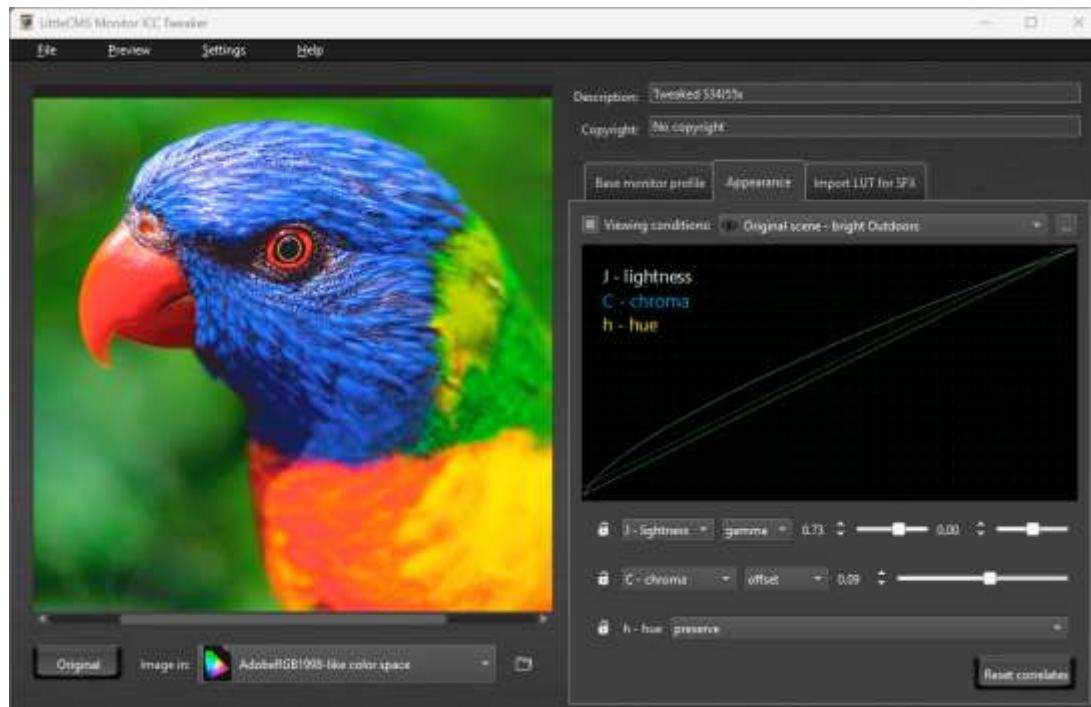 LittleCMS Monitor ICC Tweaker
File Preview Settings Help
Description: Tweaked S34J55x
Copyright: No copyright
Base monitor profile Appearance Import LUT for SFX
Viewing conditions: Original scene - bright Outdoors
J - lightness
C - chroma
h - hue
J - lightness gamma 0.73 0.00
C - chroma offset 0.09
h - hue preserve
Original Image in: AdobeRGB1998-like color space
Reset correlates